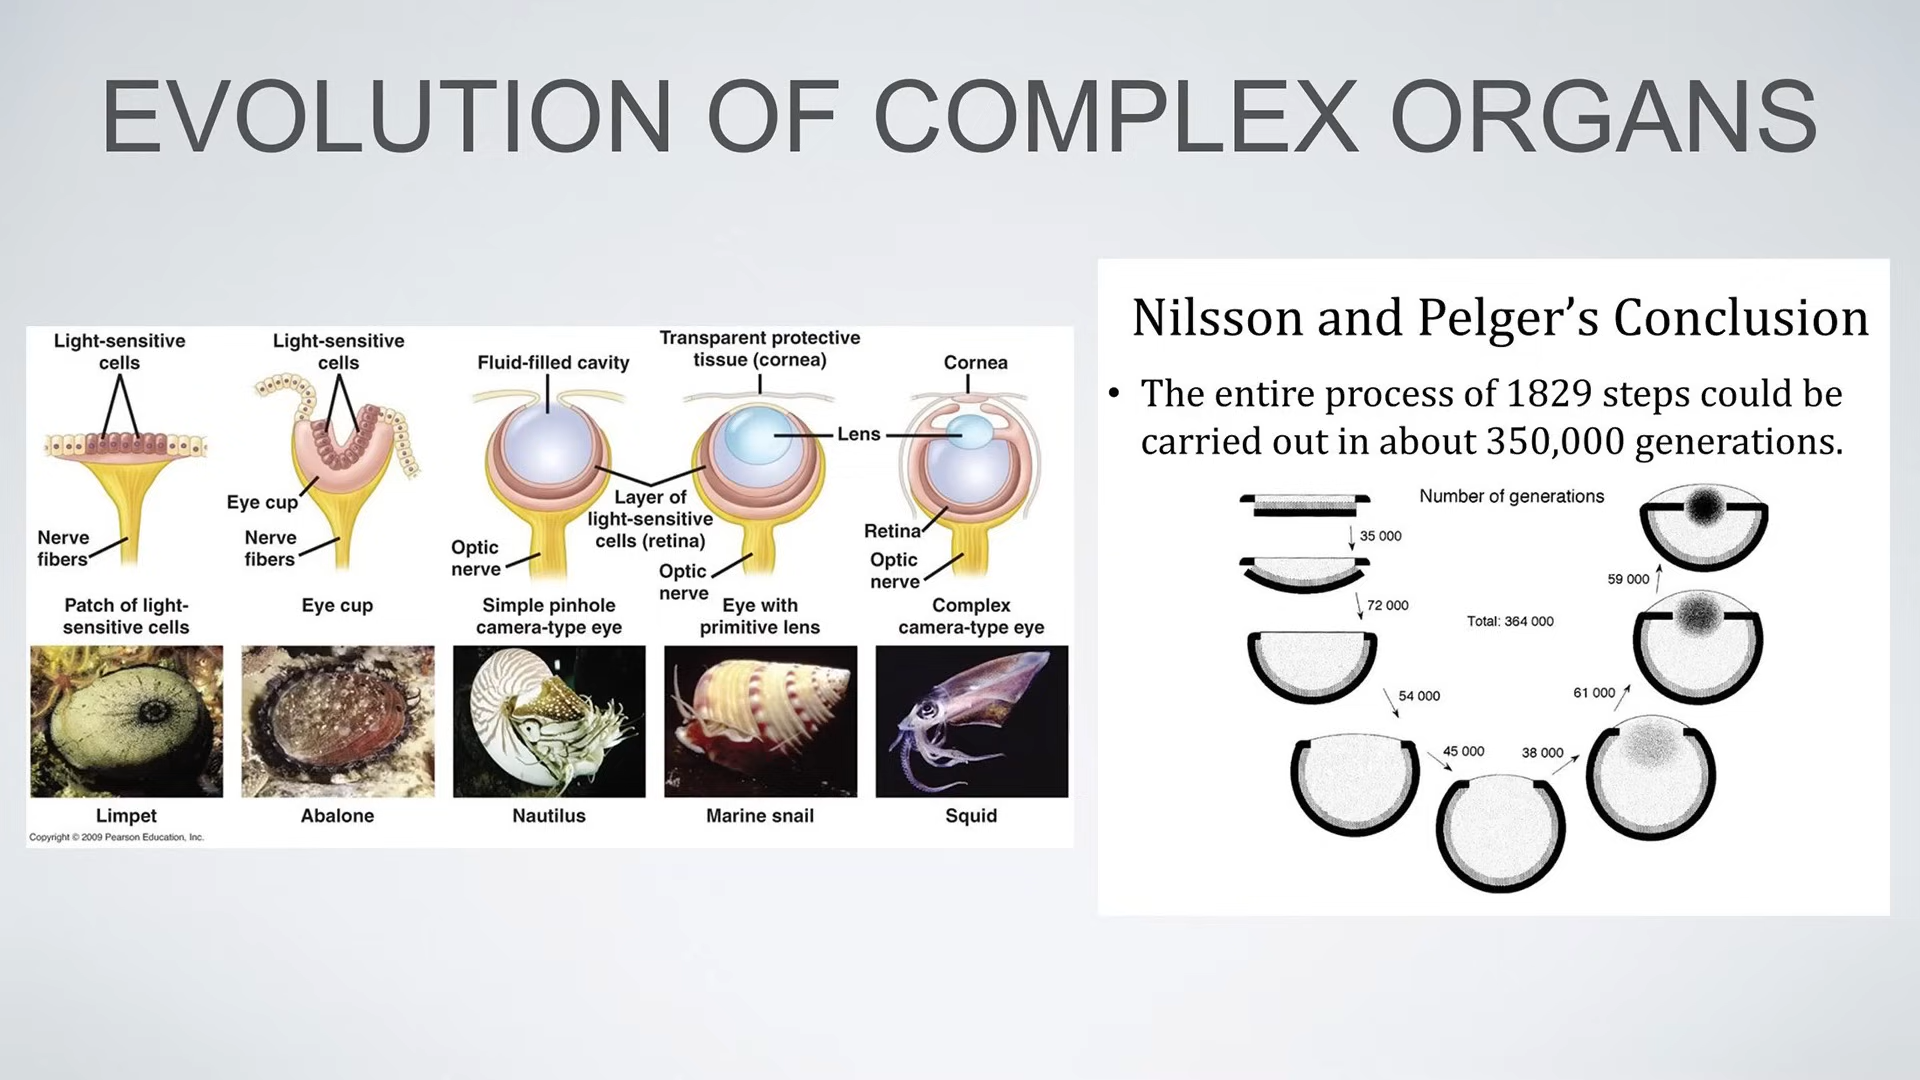 EVOLUTION OF COMPLEX ORGANS
Light-sensitive
cells
Nerve
fibers
Patch of light-
sensitive cells
Limpet
Light-sensitive
cells
Eye cup
Nerve
fibers
Eye cup
Abalone
Fluid-filled cavity
Optic
nerve
Simple pinhole
camera-type eye
Nautilus
Layer of
light-sensitive
cells (retina)
Transparent protective
tissue (cornea)
Lens
Optic
nerve
Eye with
primitive lens
Marine snail
Cornea
Retina
Optic
nerve
Complex
camera-type eye
Squid
Copyright © 2009 Pearson Education, Inc.
Nilsson and Pelger’s Conclusion
• The entire process of 1829 steps could be
carried out in about 350,000 generations.
Number of generations
35 000
72 000
54 000
45 000
38 000
61 000
59 000
Total: 364 000